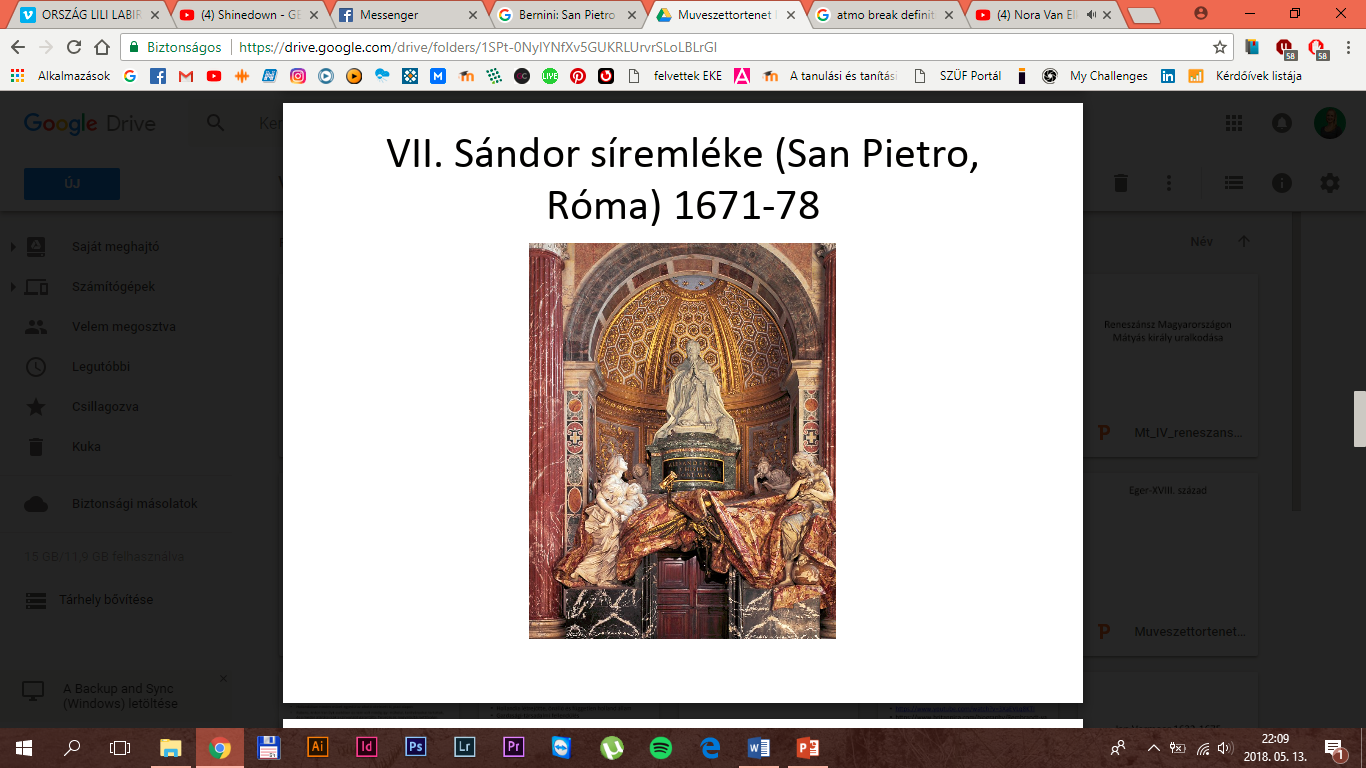 ORSZÁG LILI LABIR
(4) Shinedown - GE
Messenger
Bernini: San Pietro
Muveszettortenet
atmo break definit
(4) Nora Van El
Biztonságos
https://drive.google.com/drive/folders/1SPt-0NylYNfXv5GUKRLUrvrSLoLBLrGl
Alkalmazások
felvettek EKE
A tanulási és tanítási
SZÜF Portál
My Challenges
Kérdőívek listája
58
58
Google Drive
Ker
ÚJ
Saját meghajtó
Számítógépek
Velem megosztva
Legutóbbi
Csillagozva
Kuka
Biztonsági másolatok
15 GB/11,9 GB felhasználva
Tárhely bővítése
A Backup and Sync
(Windows) letöltése
VII. Sándor síremléke (San Pietro,
Róma) 1671-78
Név
Reneszánsz Magyarországon
Mátyás király uralkodása
Mt_IV_reneszans...
Eger-XVIII. század
Muveszettortenet...
22:09
2018. 05. 13.